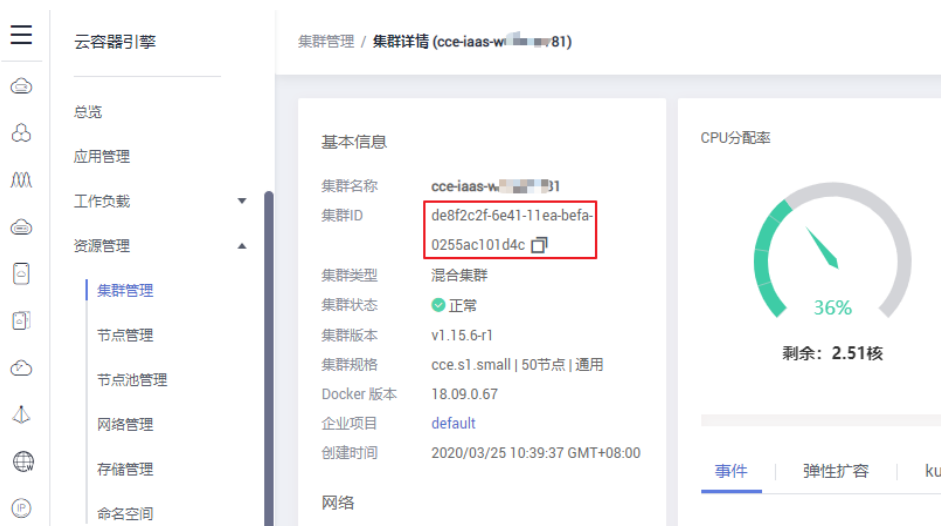 云容器引擎
总览
应用管理
工作负载
资源管理
集群管理
节点管理
节点池管理
网络管理
存储管理
命名空间
集群管理 / 集群详情 (cce-iaas-w 81)
基本信息
集群名称 cce-iaas-w 81
集群ID de8f2c2f-6e41-11ea-befa-
0255ac101d4c
集群类型 混合集群
集群状态 正常
集群版本 v1.15.6-r1
集群规格 cce.s1.small | 50节点 | 通用
Docker 版本 18.09.0.67
企业项目 default
创建时间 2020/03/25 10:39:37 GMT+08:00
网络
CPU分配率
36%
剩余：2.51核
事件 弹性扩容 ku
IP